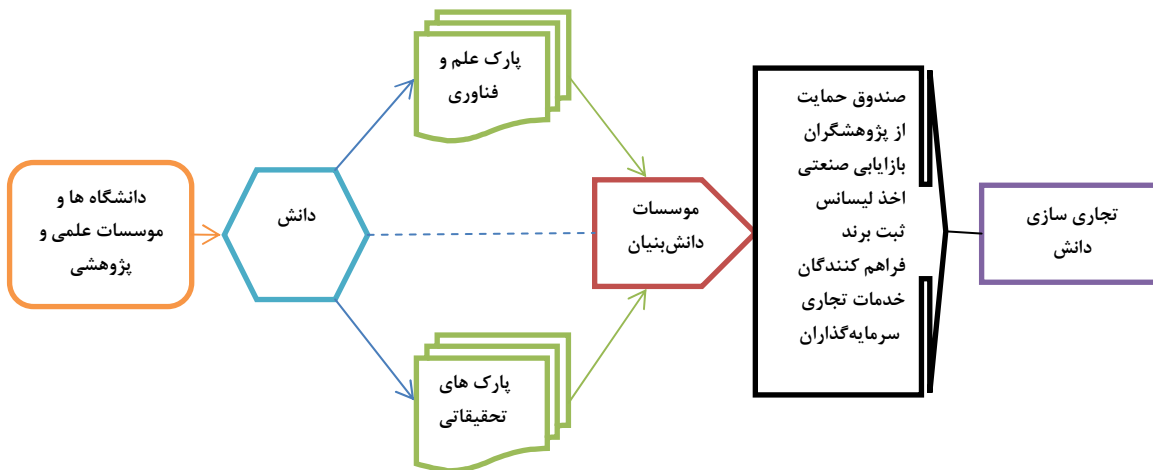 دانشگاه ها و
موسسات علمی و
پژوهشی
دانش
پارک علم و
فناوری
پارک های
تحقیقاتی
موسسات
دانش‌بنیان
صندوق حمایت
از پژوهشگران
بازایابی صنعتی
اخذ لیسانس
ثبت برند
فراهم کنندگان
خدمات تجاری
سرمایه‌گذاران
تجاری سازی
دانش